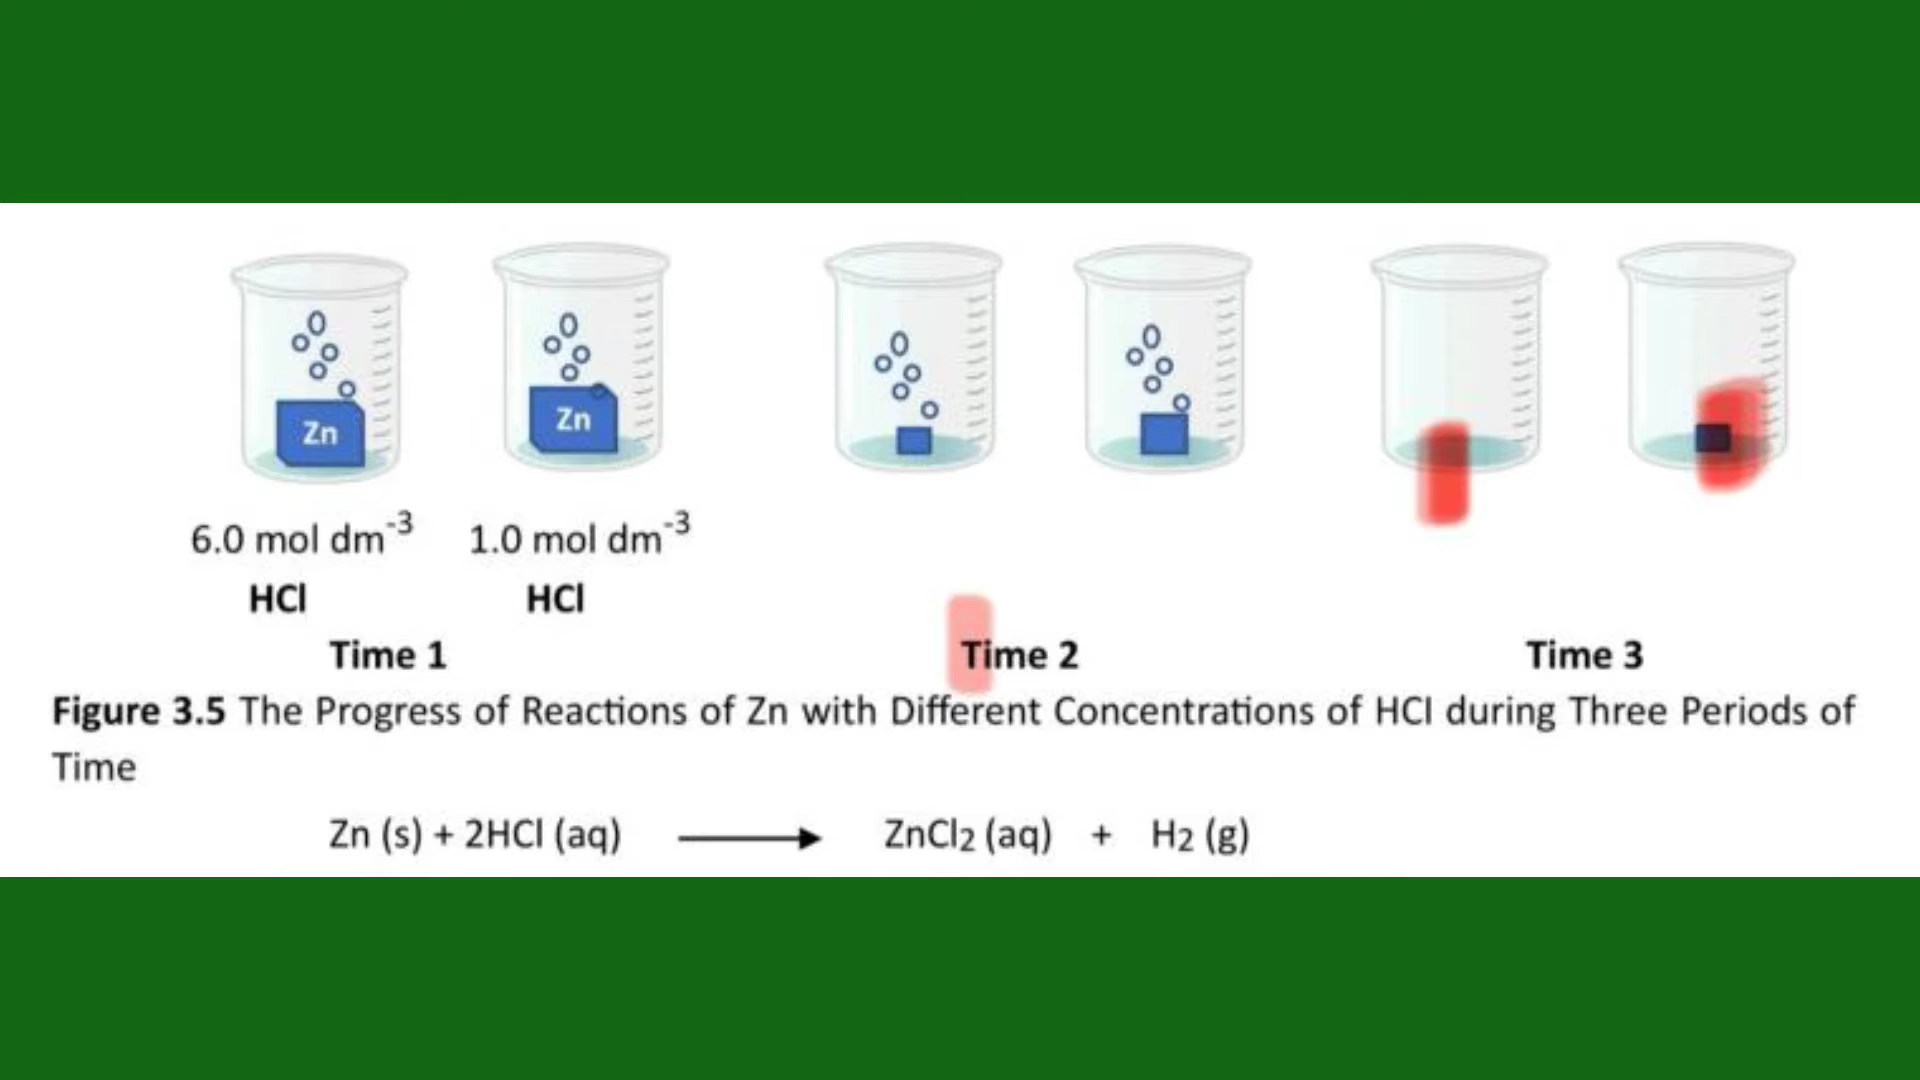 Zn Zn
6.0 mol dm-3 1.0 mol dm-3
HCl HCl
Time 1 Time 2 Time 3
Figure 3.5 The Progress of Reactions of Zn with Different Concentrations of HCl during Three Periods of
Time
Zn (s) + 2HCl (aq) ⟶ ZnCl2 (aq) + H2 (g)